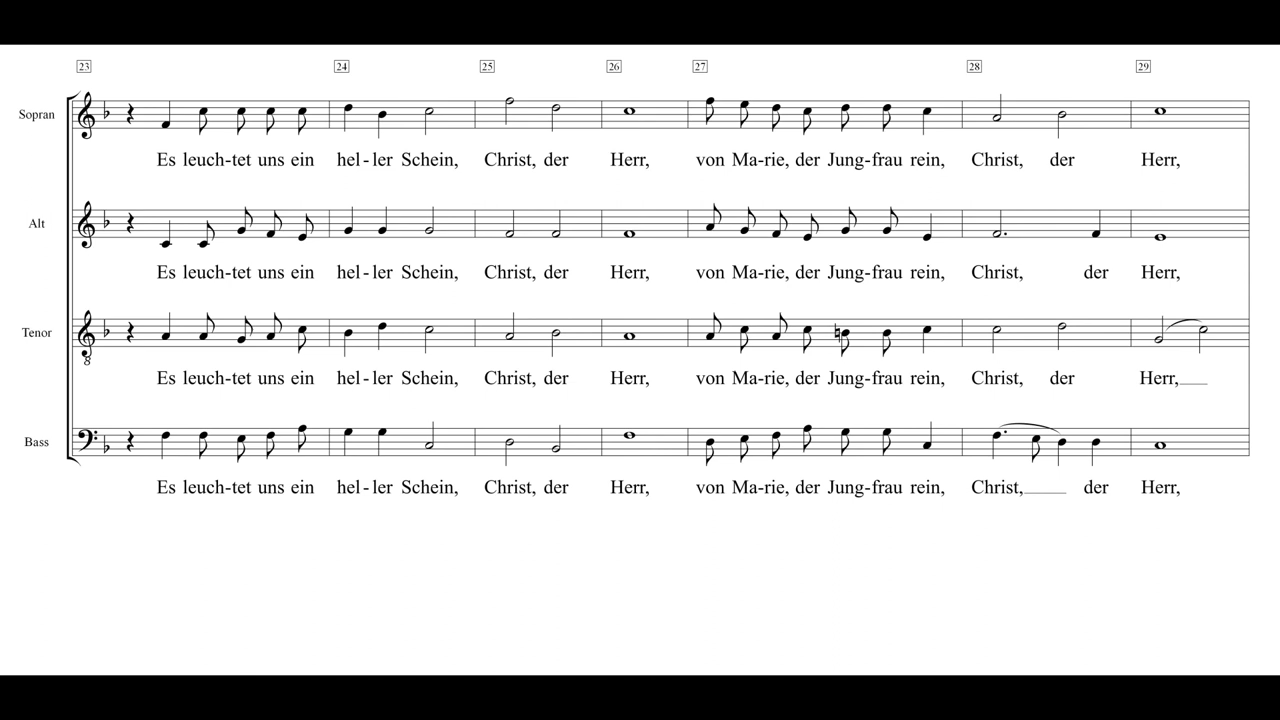 23 24 25 26 27 28 29
Sopran
Es leuch-tet uns ein hel-ler Schein, Christ, der Herr, von Ma-rie, der Jung-frau rein, Christ, der Herr,
Alt
Es leuch-tet uns ein hel-ler Schein, Christ, der Herr, von Ma-rie, der Jung-frau rein, Christ, der Herr,
Tenor
8
Es leuch-tet uns ein hel-ler Schein, Christ, der Herr, von Ma-rie, der Jung-frau rein, Christ, der Herr,
Bass
Es leuch-tet uns ein hel-ler Schein, Christ, der Herr, von Ma-rie, der Jung-frau rein, Christ, der Herr,